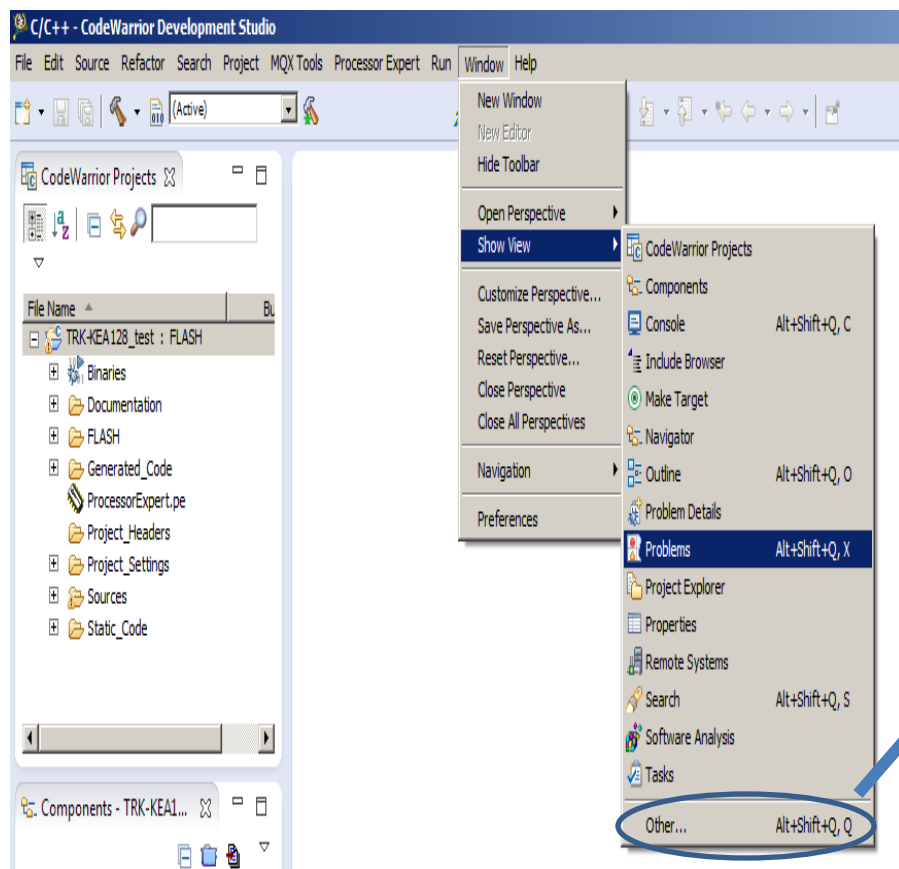 C/C++ - CodeWarrior Development Studio
File Edit Source Refactor Search Project MQX Tools Processor Expert Run Window Help
010 (Active)
New Window
New Editor
Hide Toolbar
Open Perspective
Show View
Customize Perspective...
Save Perspective As...
Reset Perspective...
Close Perspective
Close All Perspectives
Navigation
Preferences
CodeWarrior Projects
Components
Console Alt+Shift+Q, C
Include Browser
Make Target
Navigator
Outline Alt+Shift+Q, O
Problem Details
Problems Alt+Shift+Q, X
Project Explorer
Properties
Remote Systems
Search Alt+Shift+Q, S
Software Analysis
Tasks
Other... Alt+Shift+Q, Q
CodeWarrior Projects
a z
File Name Bu
TRK-KEA128_test : FLASH
Binaries
Documentation
FLASH
Generated_Code
ProcessorExpert.pe
Project_Headers
Project_Settings
Sources
Static_Code
Components - TRK-KEA1...